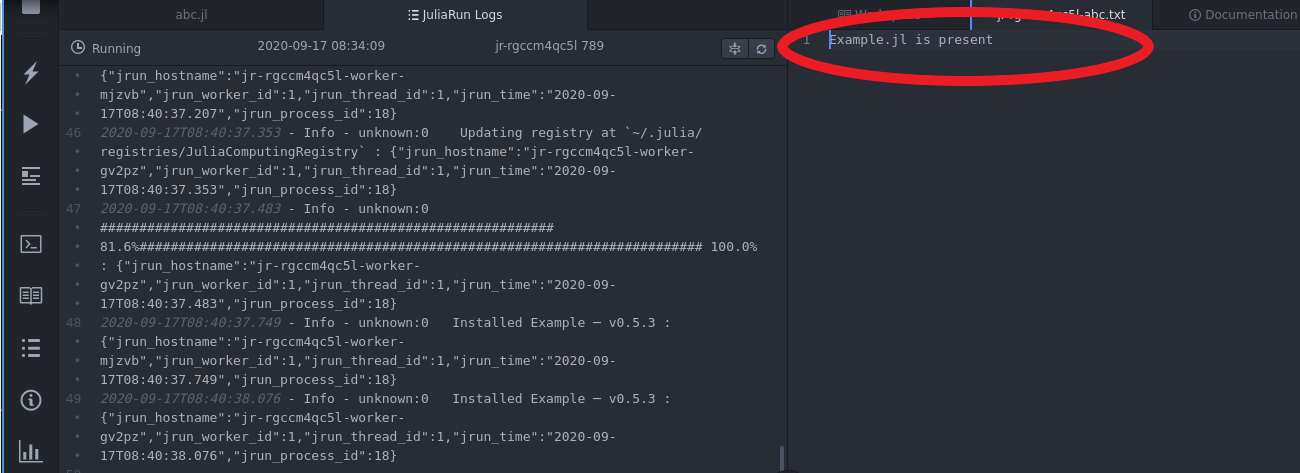 abc.jl
JuliaRun Logs
abc.txt
Documentation
Running
2020-09-17 08:34:09
jr-rgccm4qc5l 789
{"jrun_hostname":"jr-rgccm4qc5l-worker-
mjzvb","jrun_worker_id":1,"jrun_thread_id":1,"jrun_time":"2020-09-
17T08:40:37.207","jrun_process_id":18}
46 2020-09-17T08:40:37.353 - Info - unknown:0    Updating registry at `~/.julia/
registries/JuliaComputingRegistry` : {"jrun_hostname":"jr-rgccm4qc5l-worker-
gv2pz","jrun_worker_id":1,"jrun_thread_id":1,"jrun_time":"2020-09-
17T08:40:37.353","jrun_process_id":18}
47 2020-09-17T08:40:37.483 - Info - unknown:0
##########################################################
81.6%######################################################################## 100.0%
: {"jrun_hostname":"jr-rgccm4qc5l-worker-
gv2pz","jrun_worker_id":1,"jrun_thread_id":1,"jrun_time":"2020-09-
17T08:40:37.483","jrun_process_id":18}
48 2020-09-17T08:40:37.749 - Info - unknown:0   Installed Example ─ v0.5.3 :
{"jrun_hostname":"jr-rgccm4qc5l-worker-
mjzvb","jrun_worker_id":1,"jrun_thread_id":1,"jrun_time":"2020-09-
17T08:40:37.749","jrun_process_id":18}
49 2020-09-17T08:40:38.076 - Info - unknown:0   Installed Example ─ v0.5.3 :
{"jrun_hostname":"jr-rgccm4qc5l-worker-
gv2pz","jrun_worker_id":1,"jrun_thread_id":1,"jrun_time":"2020-09-
17T08:40:38.076","jrun_process_id":18}
1 Example.jl is present